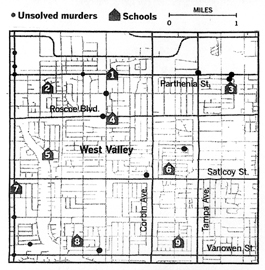 Unsolved murders
Schools
MILES
0 1
1
Parthenia St.
2
3
Roscoe Blvd.
4
West Valley
5
6
Saticoy St.
7
Corbin Ave.
Tampa Ave.
8
9
Vanowen St.